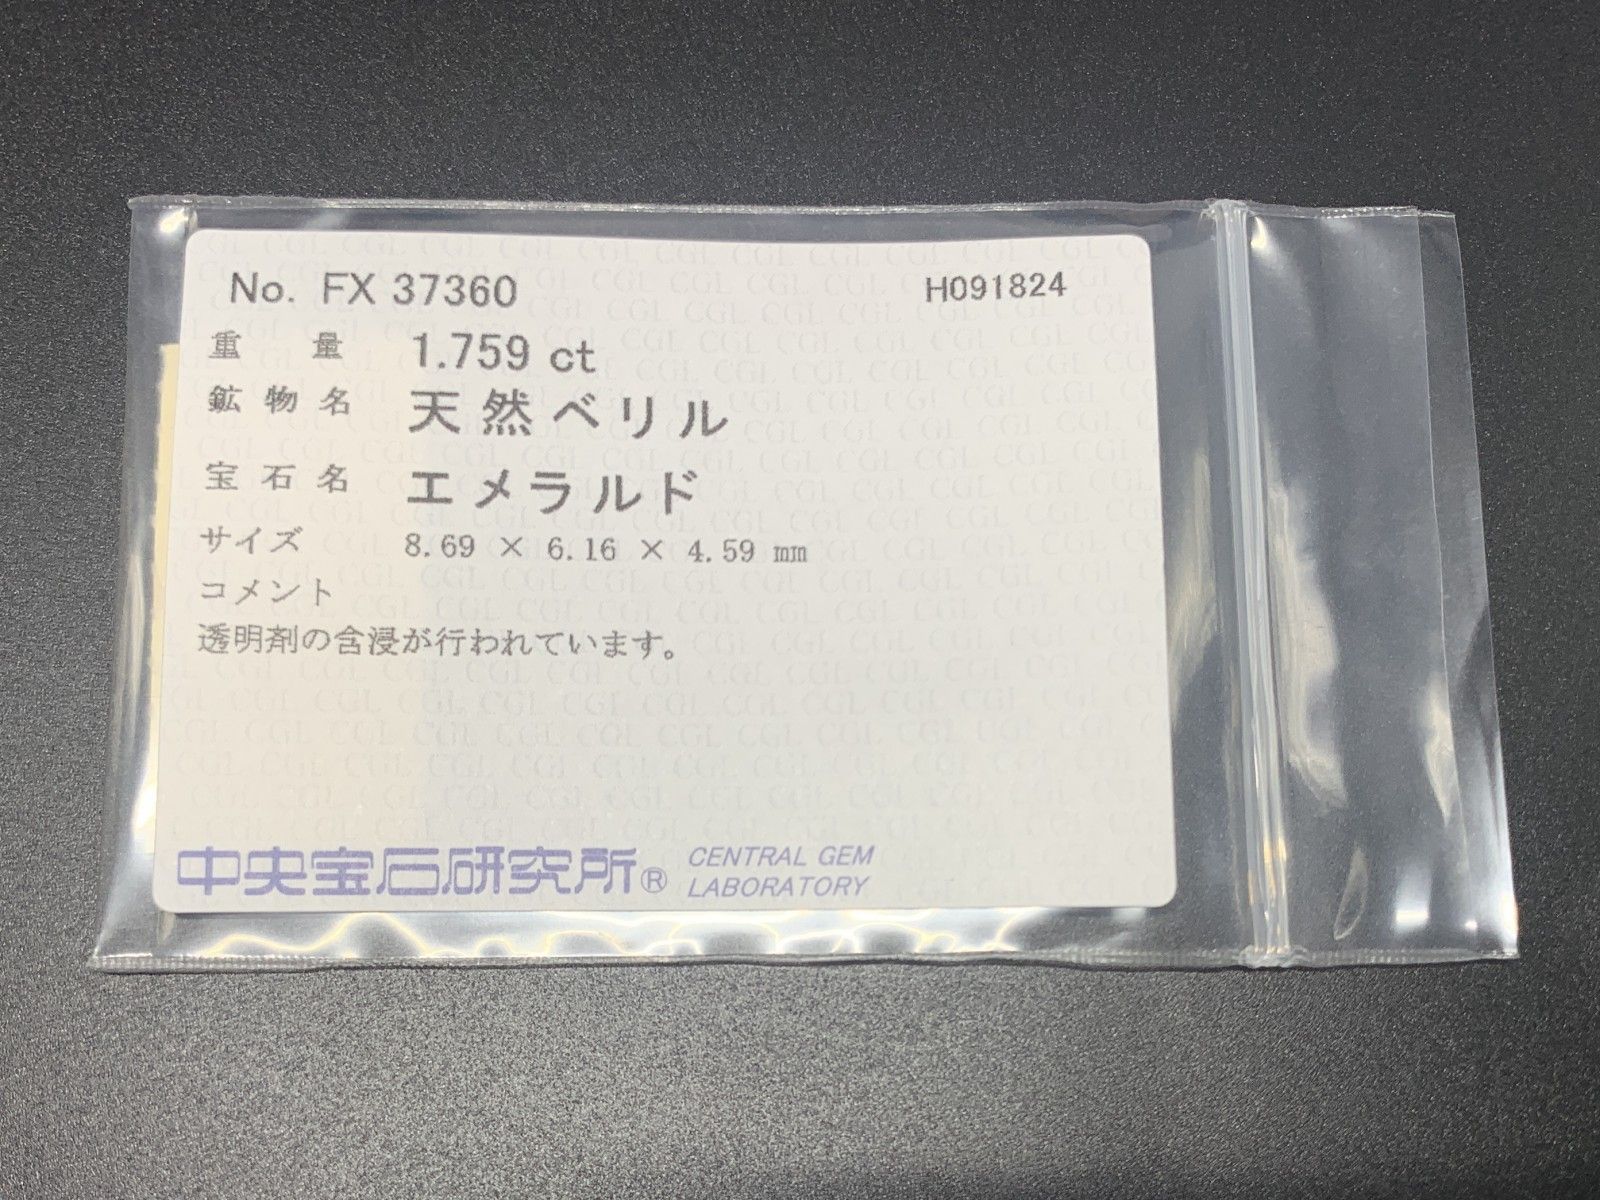 No. FX 37360 H091824
重量 1.759 ct
鉱物名 天然ベリル
宝石名 エメラルド
サイズ 8.69 × 6.16 × 4.59 mm
コメント
透明剤の含浸が行われています。
中央宝石研究所® CENTRAL GEM
LABORATORY